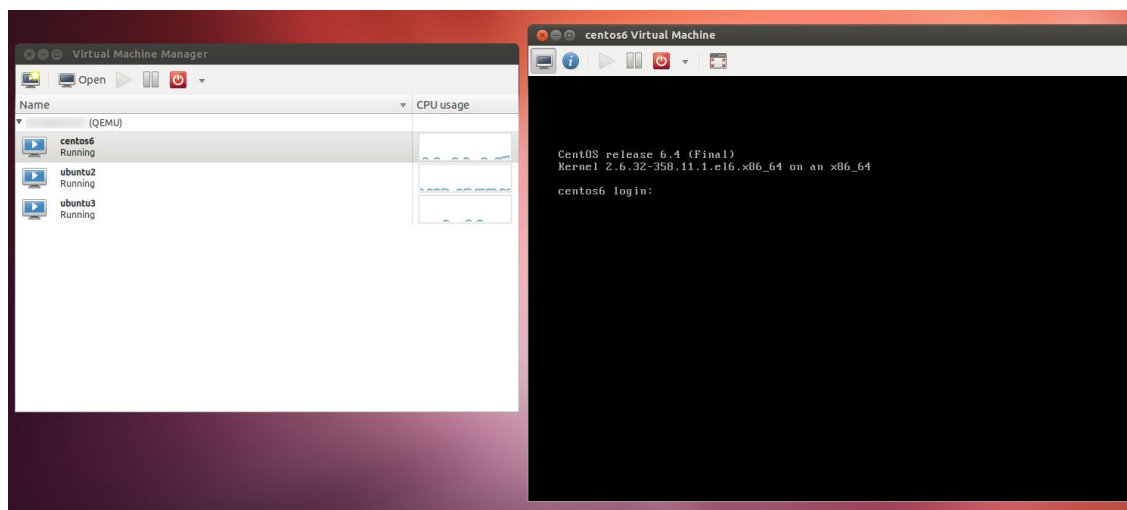 Virtual Machine Manager
Open
Name CPU usage
(QEMU)
centos6
Running
ubuntu2
Running
ubuntu3
Running
centos6 Virtual Machine
CentOS release 6.4 (Final)
Kernel 2.6.32-358.11.1.el6.x86_64 on an x86_64
centos6 login: